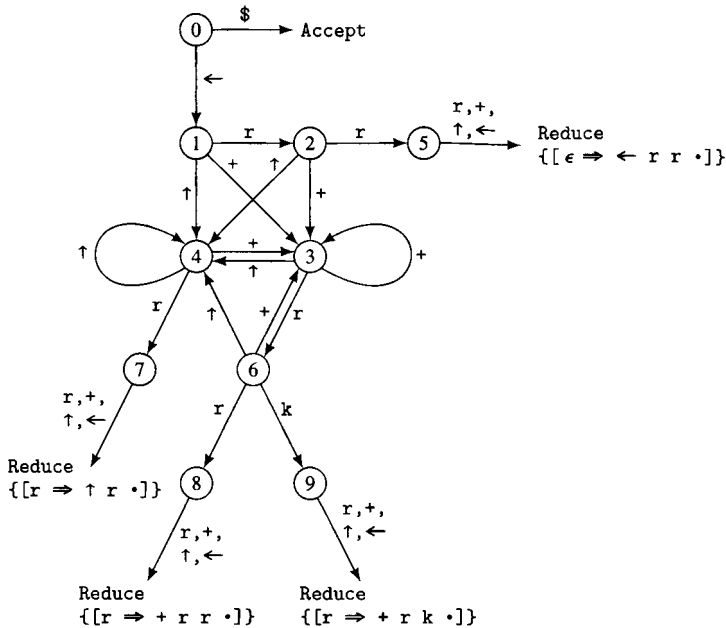 $
0
Accept
←
r,+,
1
r
2
r
5
↑,←
Reduce
{[ ϵ ⇒ ← r r •]}
+
↑
↑
+
↑
4
+
3
+
↑
r
↑
+
r
7
6
r,+,
↑,←
r
k
Reduce
{[r ⇒ ↑ r •]}
8
9
r,+,
↑,←
r,+,
↑,←
Reduce
{[r ⇒ + r r •]}
Reduce
{[r ⇒ + r k •]}